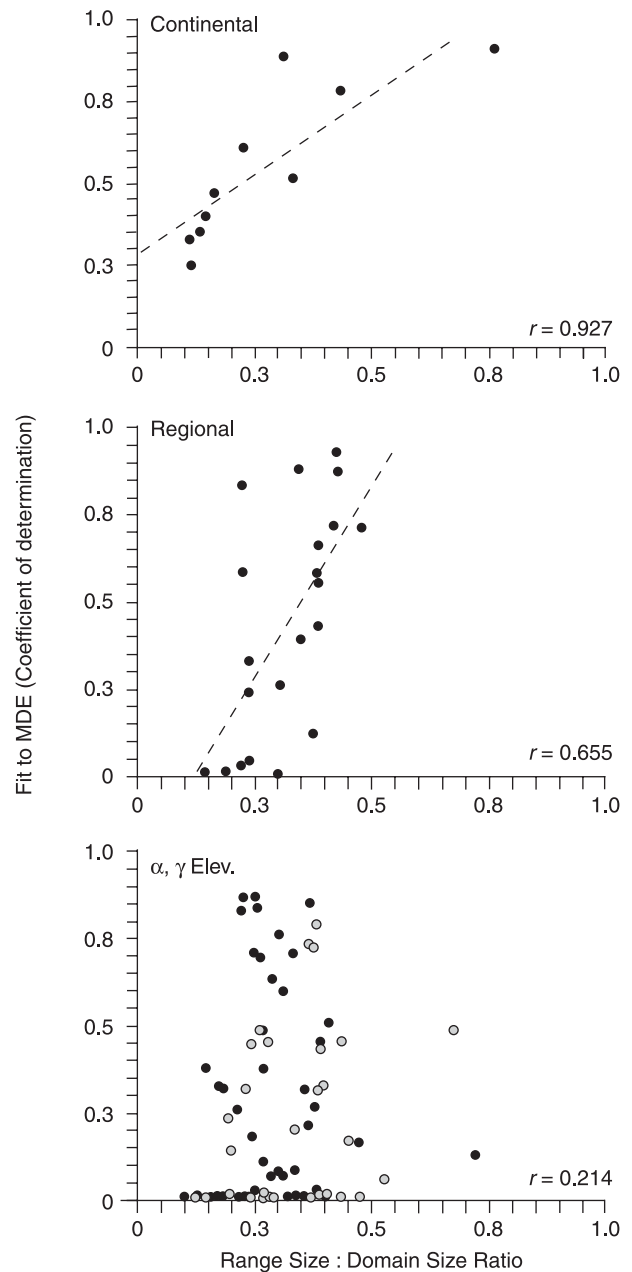 Continental
1.0
0.8
0.5
0.3
0
r = 0.927
0 0.3 0.5 0.8 1.0
Fit to MDE (Coefficient of determination)
Regional
1.0
0.8
0.5
0.3
0
r = 0.655
0 0.3 0.5 0.8 1.0
α, γ Elev.
1.0
0.8
0.5
0.3
0
r = 0.214
0 0.3 0.5 0.8 1.0
Range Size : Domain Size Ratio